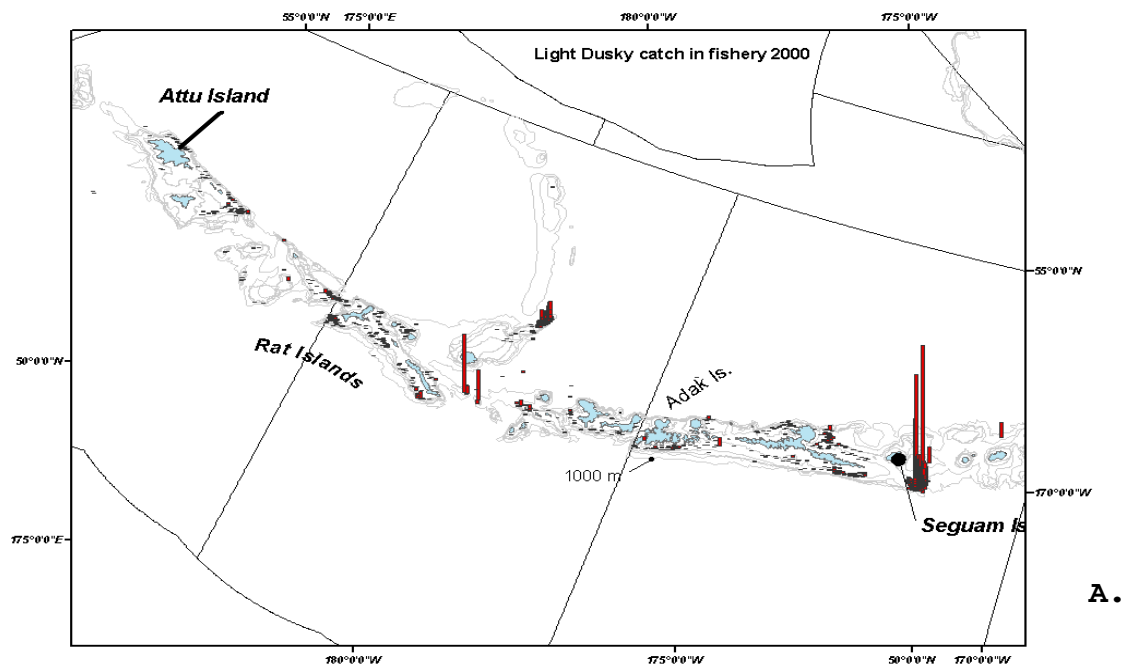 55°0'0"N 175°0'0"E 180°0'0"W 175°0'0"W
Light Dusky catch in fishery 2000
Attu Island
55°0'0"N
50°0'0"N
Rat Islands
Adak Is.
1000 m
170°0'0"W
Seguam Is
175°0'0"E
A.
180°0'0"W 175°0'0"W 50°0'0"N 170°0'0"W